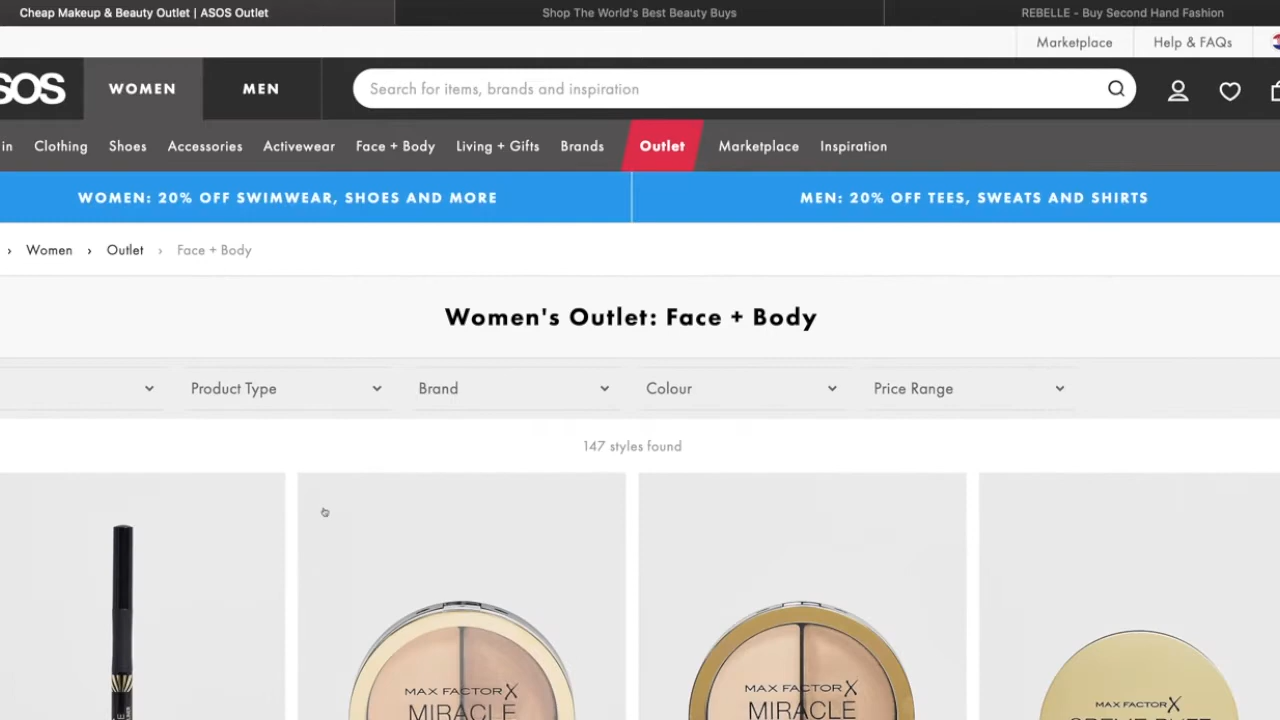 Cheap Makeup & Beauty Outlet | ASOS Outlet
Shop The World's Best Beauty Buys
REBELLE - Buy Second Hand Fashion
Marketplace
Help & FAQs
SOS
WOMEN
MEN
Search for items, brands and inspiration
in
Clothing
Shoes
Accessories
Activewear
Face + Body
Living + Gifts
Brands
Outlet
Marketplace
Inspiration
WOMEN: 20% OFF SWIMWEAR, SHOES AND MORE
MEN: 20% OFF TEES, SWEATS AND SHIRTS
› Women › Outlet › Face + Body
Women's Outlet: Face + Body
Product Type
Brand
Colour
Price Range
147 styles found
MAX FACTOR X
MIRACLE
MAX FACTOR X
MIRACLE
MAX FACTOR X